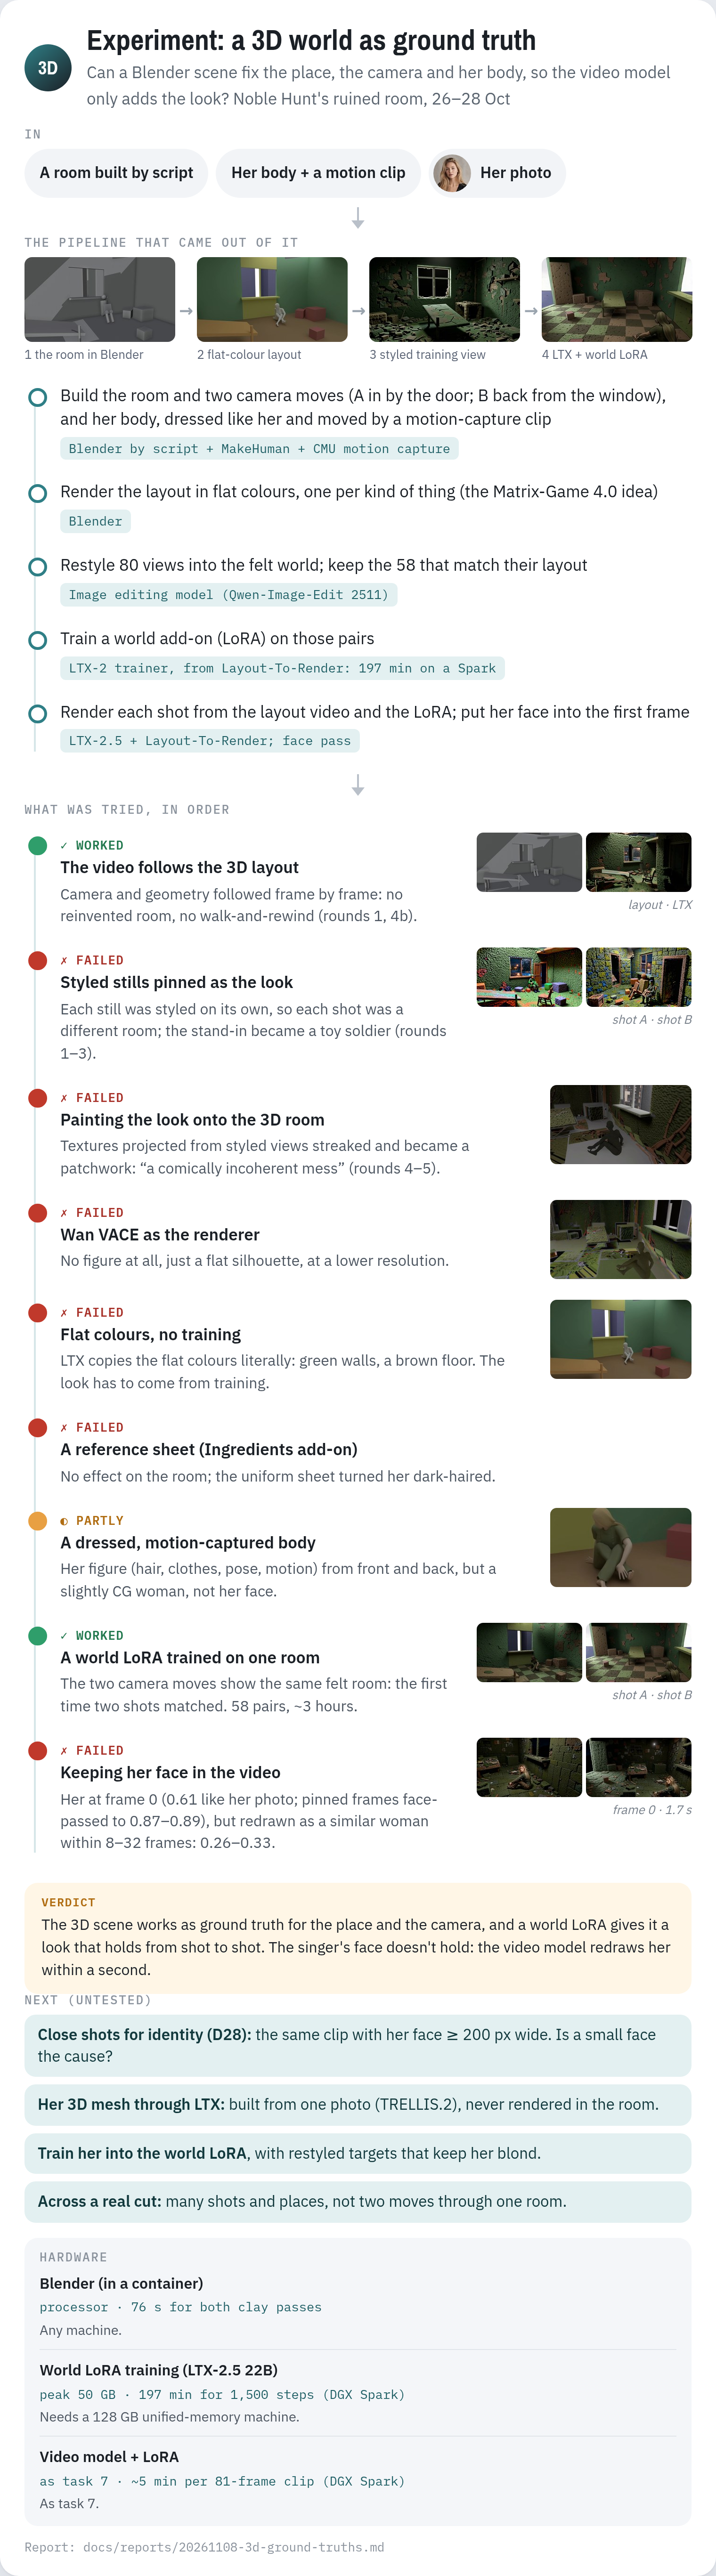 3D
Experiment: a 3D world as ground truth
Can a Blender scene fix the place, the camera and her body, so the video model
only adds the look? Noble Hunt's ruined room, 26–28 Oct
IN
A room built by script
Her body + a motion clip
Her photo
THE PIPELINE THAT CAME OUT OF IT
→
→
→
1 the room in Blender
2 flat-colour layout
3 styled training view
4 LTX + world LoRA
Build the room and two camera moves (A in by the door; B back from the window),
and her body, dressed like her and moved by a motion-capture clip
Blender by script + MakeHuman + CMU motion capture
Render the layout in flat colours, one per kind of thing (the Matrix-Game 4.0 idea)
Blender
Restyle 80 views into the felt world; keep the 58 that match their layout
Image editing model (Qwen-Image-Edit 2511)
Train a world add-on (LoRA) on those pairs
LTX-2 trainer, from Layout-To-Render: 197 min on a Spark
Render each shot from the layout video and the LoRA; put her face into the first frame
LTX-2.5 + Layout-To-Render; face pass
WHAT WAS TRIED, IN ORDER
✓ WORKED
The video follows the 3D layout
Camera and geometry followed frame by frame: no
reinvented room, no walk-and-rewind (rounds 1, 4b).
layout · LTX
✗ FAILED
Styled stills pinned as the look
Each still was styled on its own, so each shot was a
different room; the stand-in became a toy soldier (rounds
1–3).
shot A · shot B
✗ FAILED
Painting the look onto the 3D room
Textures projected from styled views streaked and became a
patchwork: “a comically incoherent mess” (rounds 4–5).
✗ FAILED
Wan VACE as the renderer
No figure at all, just a flat silhouette, at a lower resolution.
✗ FAILED
Flat colours, no training
LTX copies the flat colours literally: green walls, a brown floor. The
look has to come from training.
✗ FAILED
A reference sheet (Ingredients add-on)
No effect on the room; the uniform sheet turned her dark-haired.
◐ PARTLY
A dressed, motion-captured body
Her figure (hair, clothes, pose, motion) from front and back, but a
slightly CG woman, not her face.
✓ WORKED
A world LoRA trained on one room
The two camera moves show the same felt room: the first
time two shots matched. 58 pairs, ~3 hours.
shot A · shot B
✗ FAILED
Keeping her face in the video
Her at frame 0 (0.61 like her photo; pinned frames face-
passed to 0.87–0.89), but redrawn as a similar woman
within 8–32 frames: 0.26–0.33.
frame 0 · 1.7 s
VERDICT
The 3D scene works as ground truth for the place and the camera, and a world LoRA gives it a
look that holds from shot to shot. The singer's face doesn't hold: the video model redraws her
within a second.
NEXT (UNTESTED)
Close shots for identity (D28): the same clip with her face ≥ 200 px wide. Is a small face
the cause?
Her 3D mesh through LTX: built from one photo (TRELLIS.2), never rendered in the room.
Train her into the world LoRA, with restyled targets that keep her blond.
Across a real cut: many shots and places, not two moves through one room.
HARDWARE
Blender (in a container)
processor · 76 s for both clay passes
Any machine.
World LoRA training (LTX-2.5 22B)
peak 50 GB · 197 min for 1,500 steps (DGX Spark)
Needs a 128 GB unified-memory machine.
Video model + LoRA
as task 7 · ~5 min per 81-frame clip (DGX Spark)
As task 7.
Report: docs/reports/20261108-3d-ground-truths.md